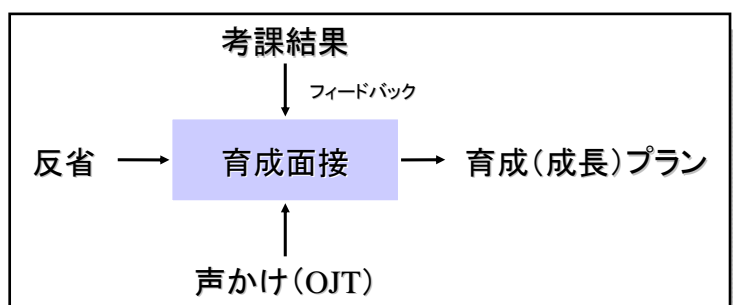 考課結果
フィードバック
反省
育成面接
育成（成長）プラン
声かけ（OJT）